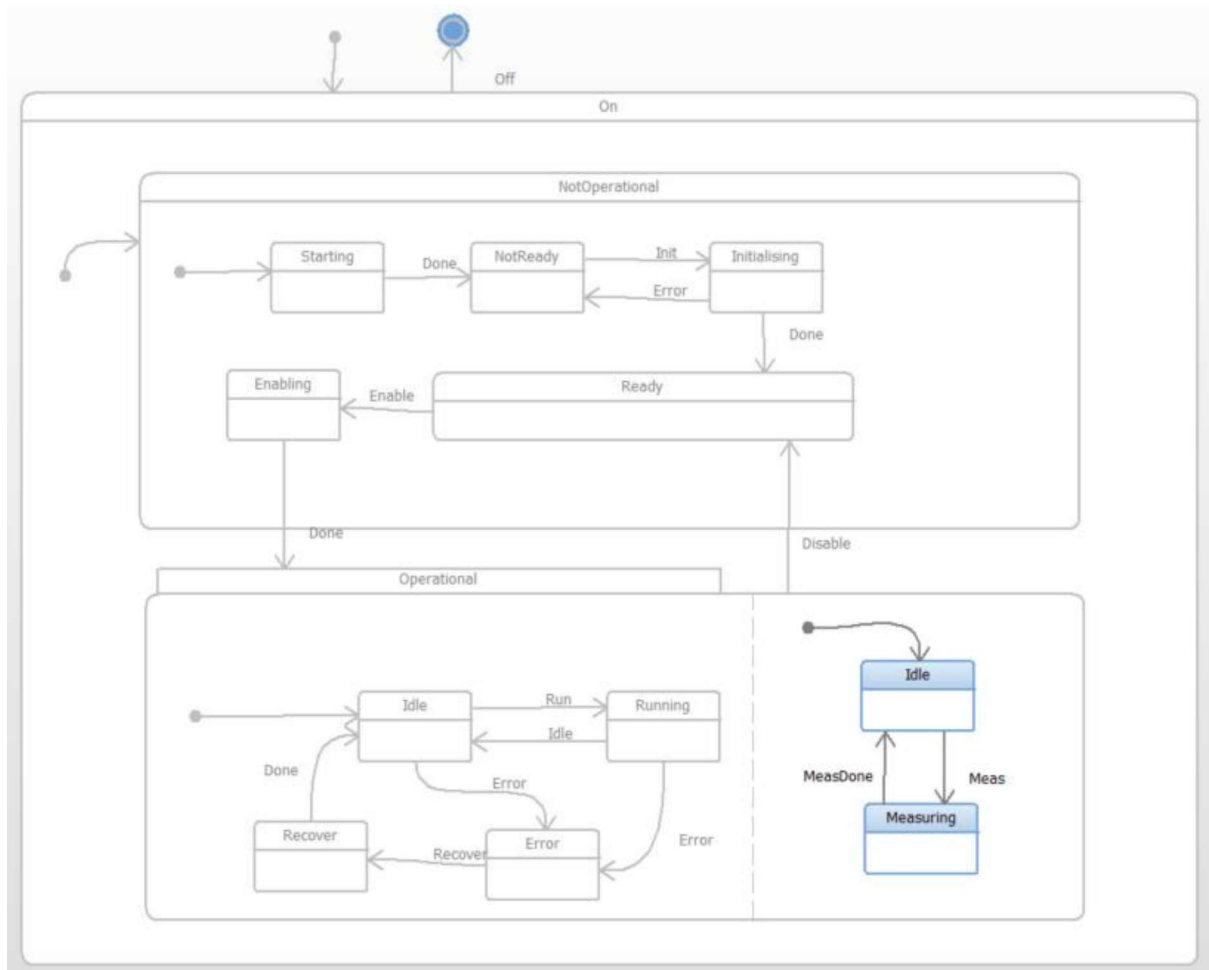 Off
On
NotOperational
Starting
Done
NotReady
Init
Initialising
Error
Done
Enabling
Enable
Ready
Done
Disable
Operational
Idle
Idle
Run
Running
Idle
MeasDone
Meas
Done
Error
Measuring
Recover
Recover
Error
Error